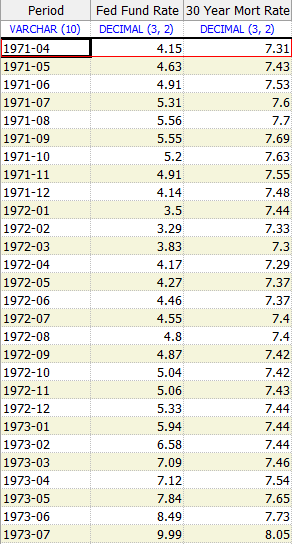 Period Fed Fund Rate 30 Year Mort Rate
VARCHAR (10) DECIMAL (3, 2) DECIMAL (3, 2)
1971-04 4.15 7.31
1971-05 4.63 7.43
1971-06 4.91 7.53
1971-07 5.31 7.6
1971-08 5.56 7.7
1971-09 5.55 7.69
1971-10 5.2 7.63
1971-11 4.91 7.55
1971-12 4.14 7.48
1972-01 3.5 7.44
1972-02 3.29 7.33
1972-03 3.83 7.3
1972-04 4.17 7.29
1972-05 4.27 7.37
1972-06 4.46 7.37
1972-07 4.55 7.4
1972-08 4.8 7.4
1972-09 4.87 7.42
1972-10 5.04 7.42
1972-11 5.06 7.43
1972-12 5.33 7.44
1973-01 5.94 7.44
1973-02 6.58 7.44
1973-03 7.09 7.46
1973-04 7.12 7.54
1973-05 7.84 7.65
1973-06 8.49 7.73
1973-07 9.99 8.05